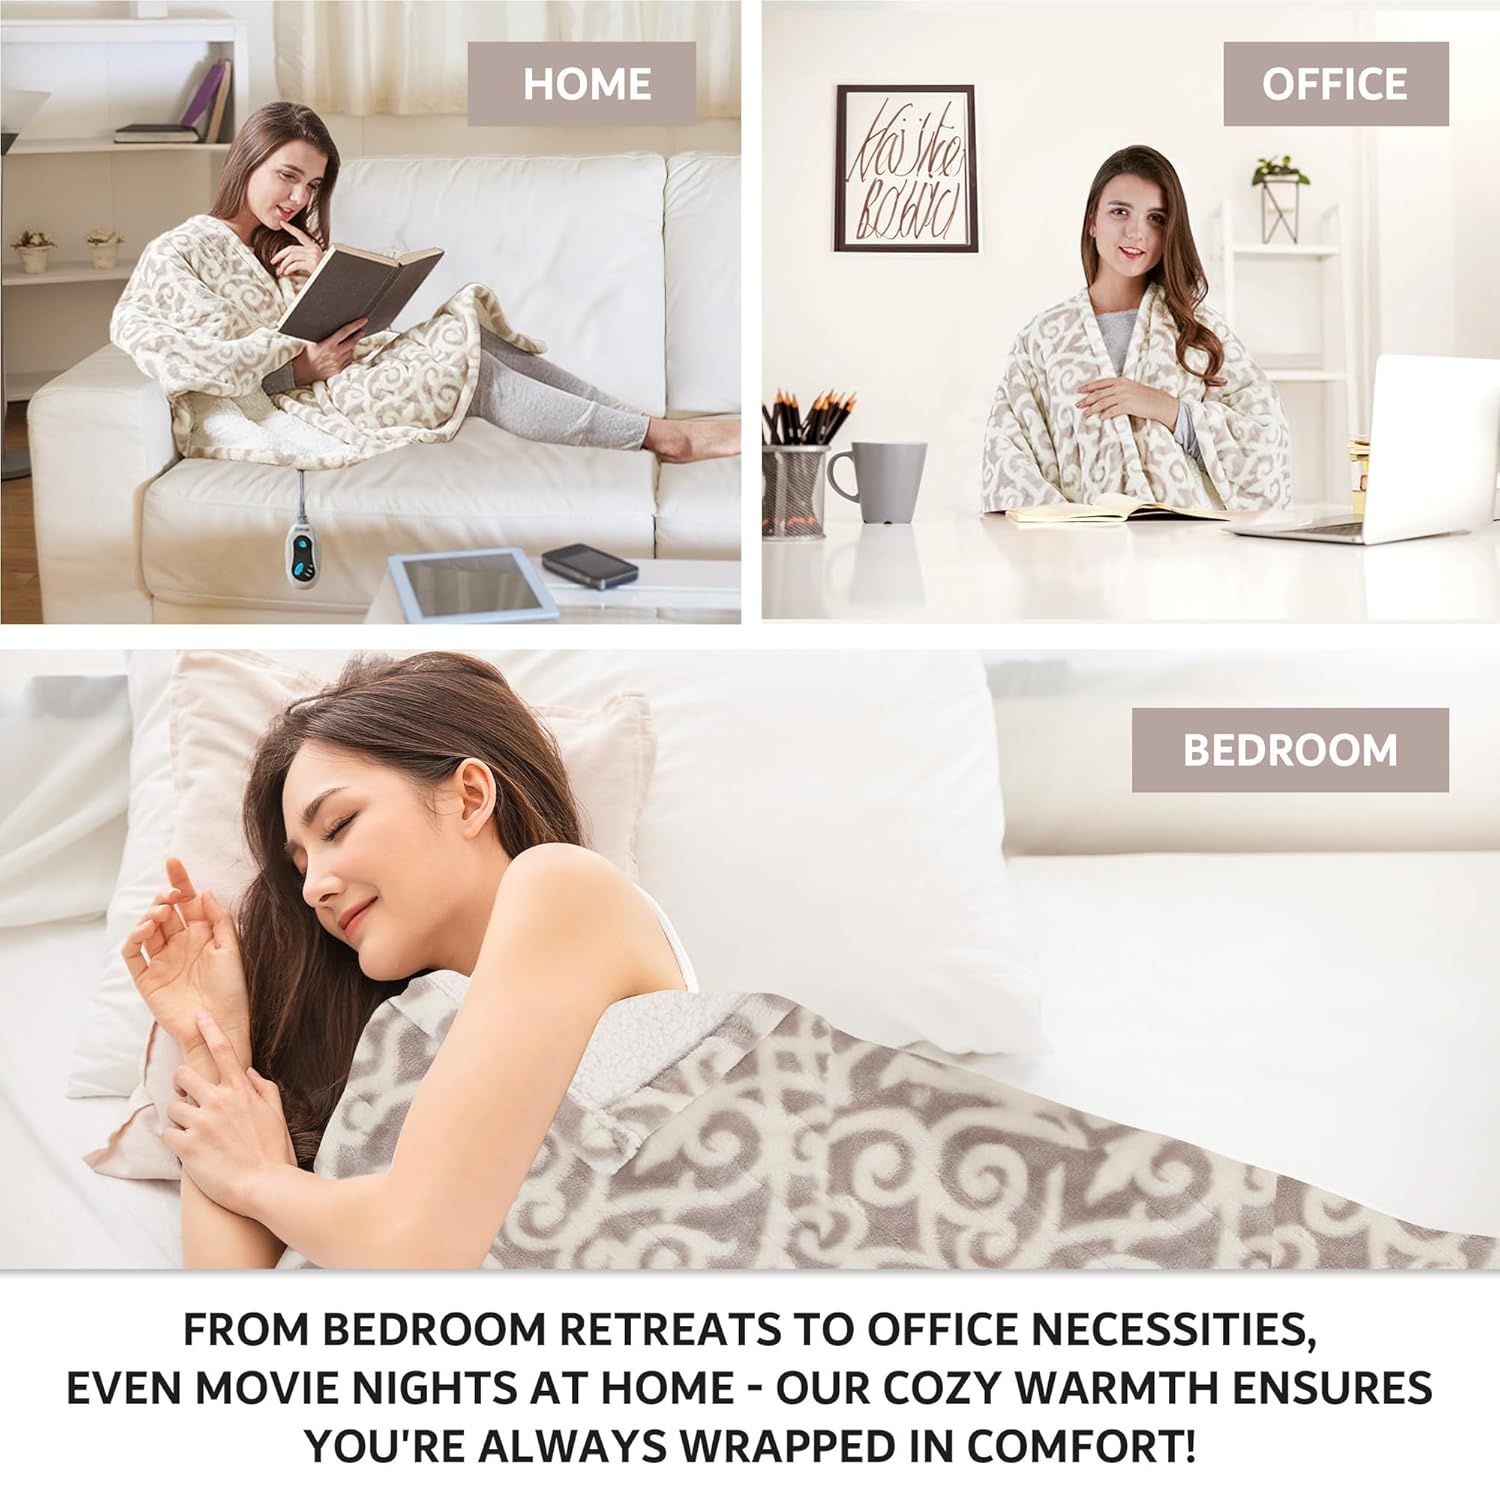 HOME
OFFICE
BEDROOM
FROM BEDROOM RETREATS TO OFFICE NECESSITIES,
EVEN MOVIE NIGHTS AT HOME - OUR COZY WARMTH ENSURES
YOU'RE ALWAYS WRAPPED IN COMFORT!